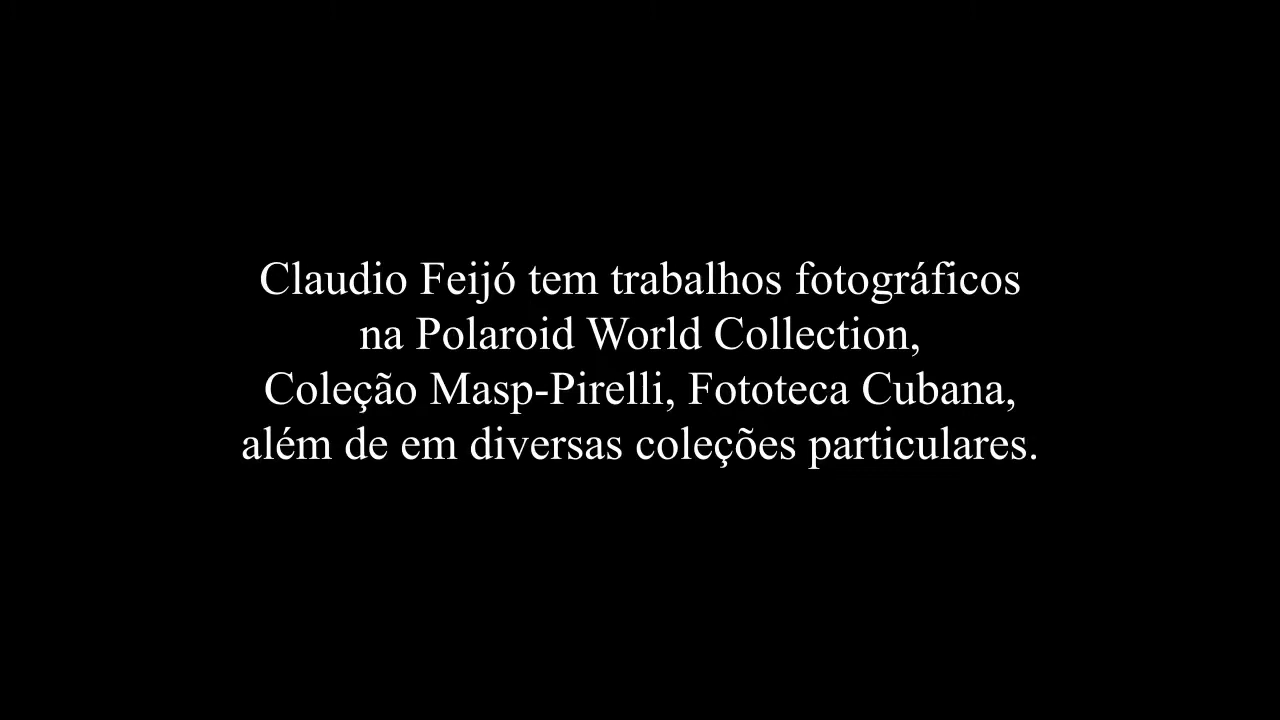 Claudio Feijó tem trabalhos fotográficos
na Polaroid World Collection,
Coleção Masp-Pirelli, Fototeca Cubana,
além de em diversas coleções particulares.